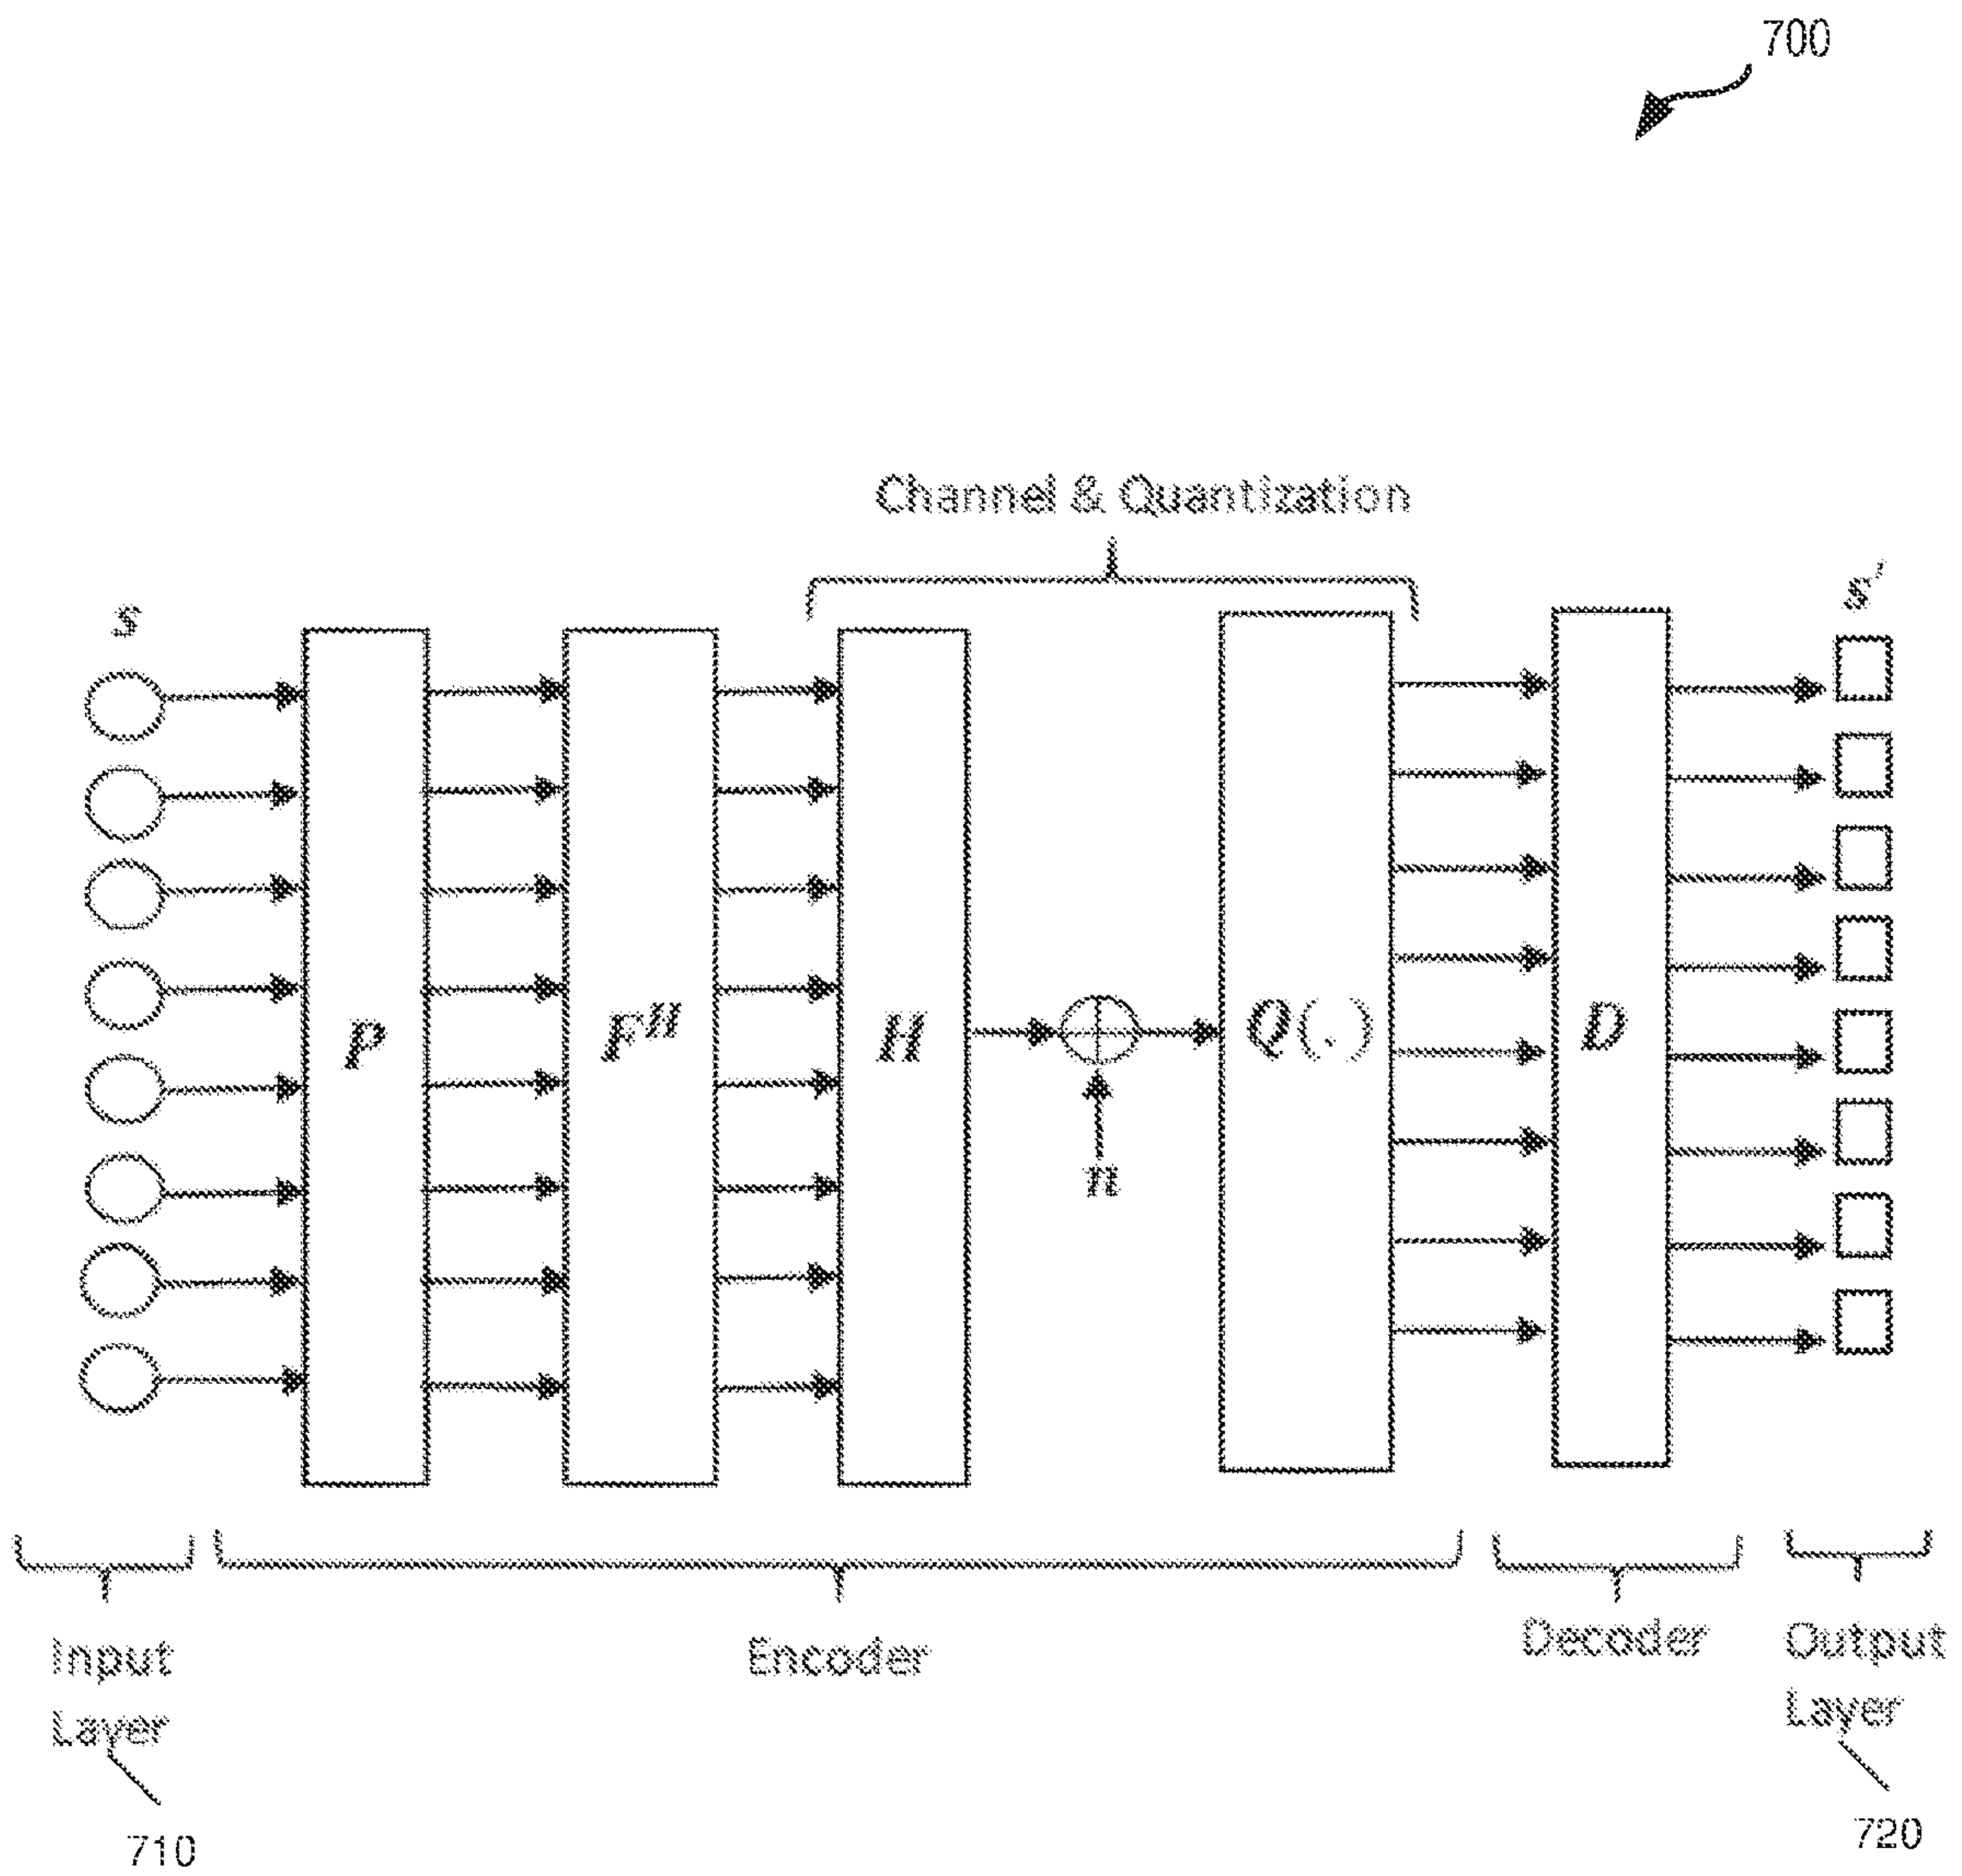 700
Channel & Quantization
s
s'
P
F^H
H
Q(.)
D
n
Input
Layer
Encoder
Decoder
Output
Layer
710
720